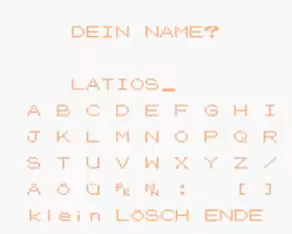 DEIN NAME?
LATIOS_
A B C D E F G H I
J K L M N O P Q R
S T U V W X Y Z /
Ä Ö Ü PK MN : [ ]
klein LÖSCH ENDE